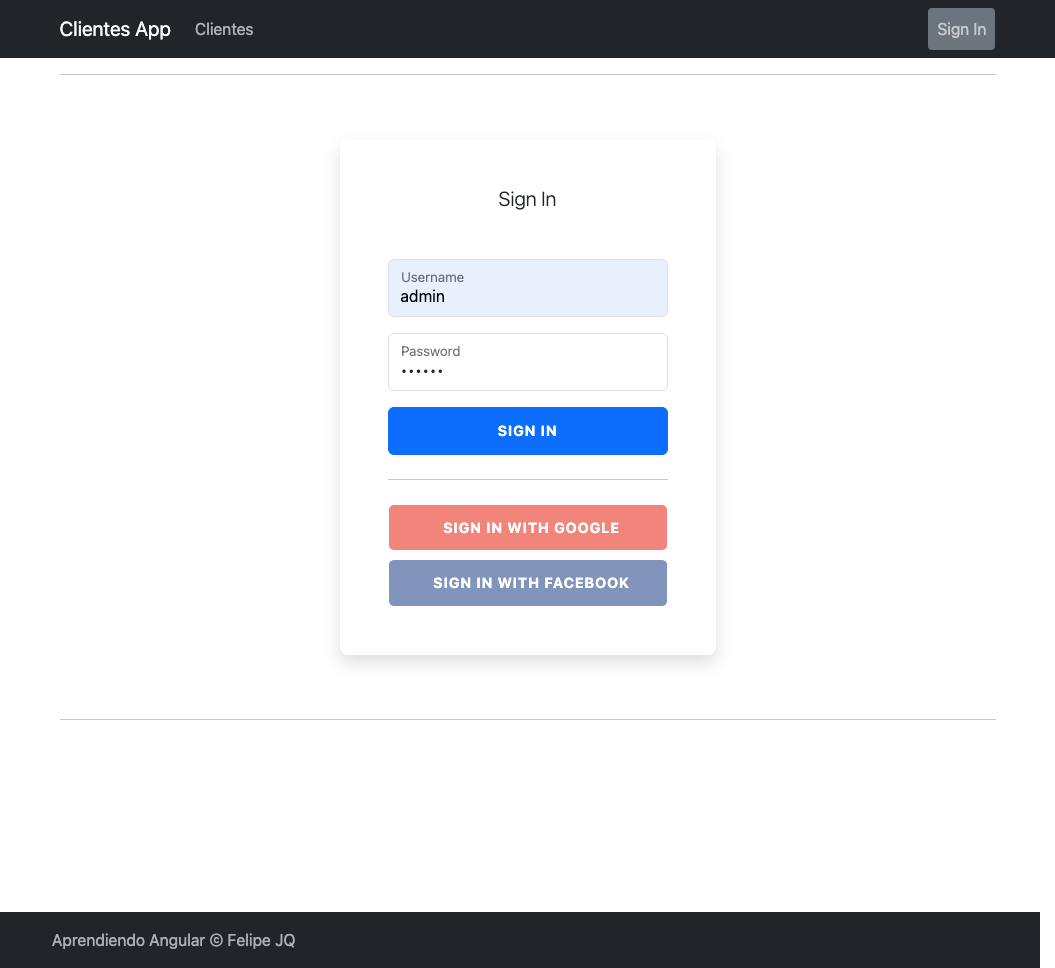 Clientes App Clientes Sign In
Sign In
Username
admin
Password
••••••
SIGN IN
SIGN IN WITH GOOGLE
SIGN IN WITH FACEBOOK
Aprendiendo Angular © Felipe JQ